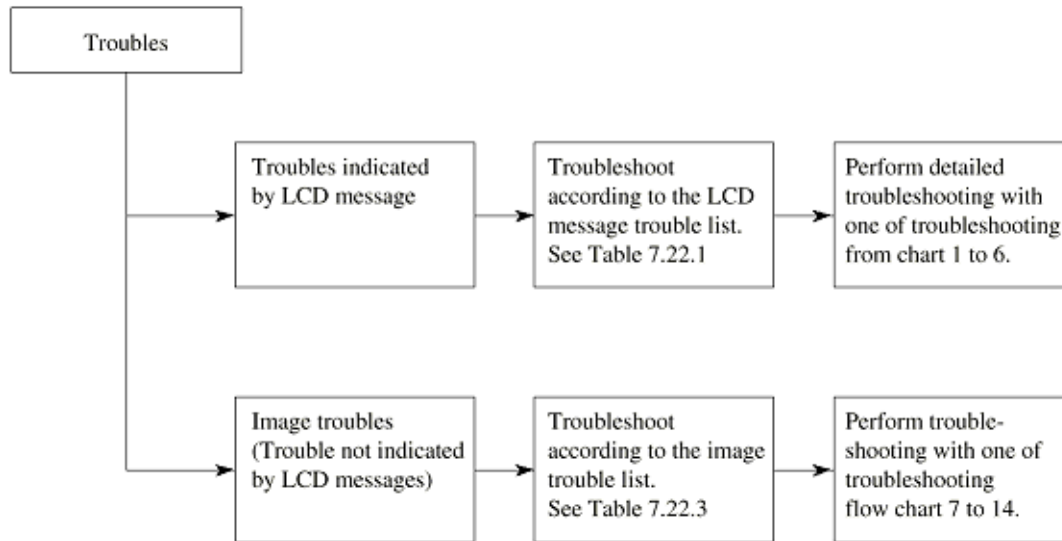 Troubles
Troubles indicated
by LCD message
Troubleshoot
according to the LCD
message trouble list.
See Table 7.22.1
Perform detailed
troubleshooting with
one of troubleshooting
from chart 1 to 6.
Image troubles
(Trouble not indicated
by LCD messages)
Troubleshoot
according to the image
trouble list.
See Table 7.22.3
Perform trouble-
shooting with one of
troubleshooting
flow chart 7 to 14.